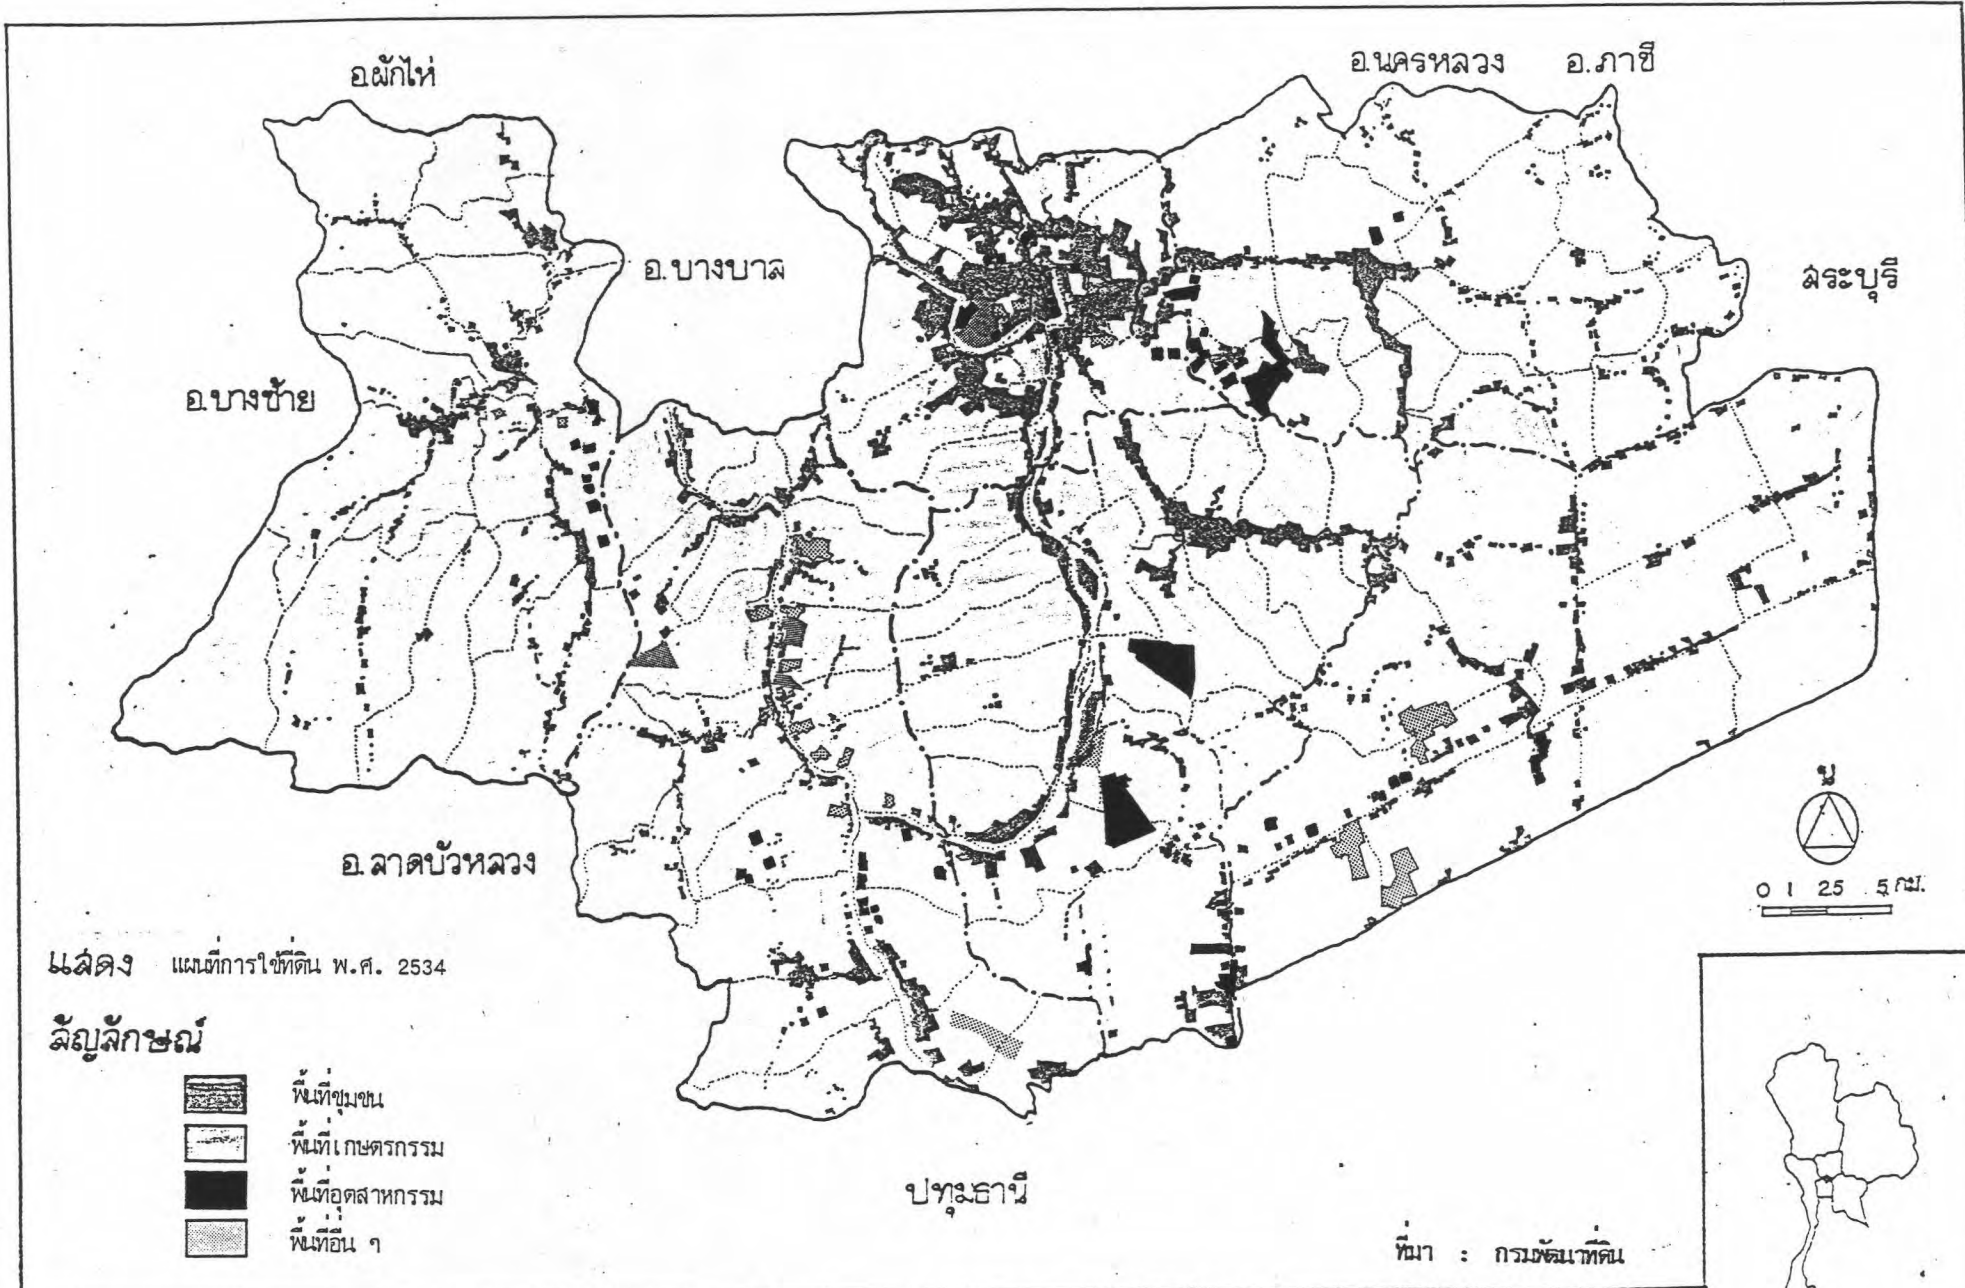 อ.ผักไห่
อ.นครหลวง
อ.ภาชี
อ.บางบาล
สระบุรี
อ.บางซ้าย
อ.ลาดบัวหลวง
น
0 1 2.5 5 กม.
แสดง แผนที่การใช้ที่ดิน พ.ศ. 2534
สัญลักษณ์
พื้นที่ชุมชน
พื้นที่เกษตรกรรม
พื้นที่อุตสาหกรรม
พื้นที่อื่น ๆ
ปทุมธานี
ที่มา : กรมพัฒนาที่ดิน